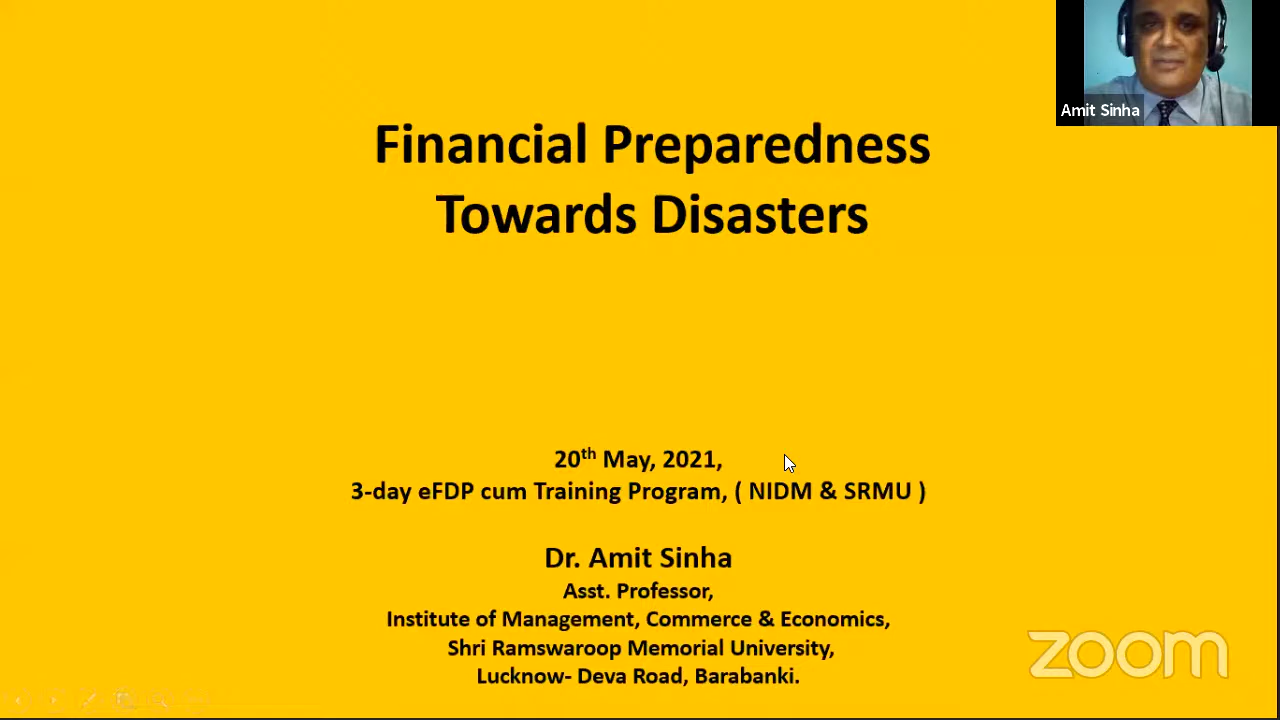 Amit Sinha
Financial Preparedness
Towards Disasters
20th May, 2021,
3-day eFDP cum Training Program, ( NIDM & SRMU )
Dr. Amit Sinha
Asst. Professor,
Institute of Management, Commerce & Economics,
Shri Ramswaroop Memorial University,
Lucknow- Deva Road, Barabanki.
zoom